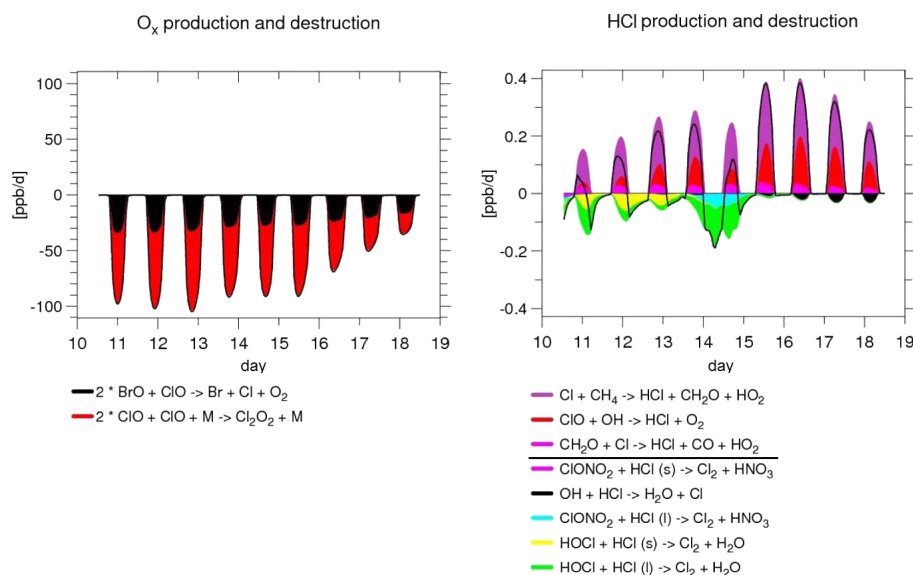 Oₓ production and destruction
[ppb/d]
100
50
0
-50
-100
10 11 12 13 14 15 16 17 18 19
day
2 * BrO + ClO -> Br + Cl + O₂
2 * ClO + ClO + M -> Cl₂O₂ + M
HCl production and destruction
[ppb/d]
0.4
0.2
0
-0.2
-0.4
10 11 12 13 14 15 16 17 18 19
day
Cl + CH₄ -> HCl + CH₂O + HO₂
ClO + OH -> HCl + O₂
CH₂O + Cl -> HCl + CO + HO₂
ClONO₂ + HCl (s) -> Cl₂ + HNO₃
OH + HCl -> H₂O + Cl
ClONO₂ + HCl (l) -> Cl₂ + HNO₃
HOCl + HCl (s) -> Cl₂ + H₂O
HOCl + HCl (l) -> Cl₂ + H₂O